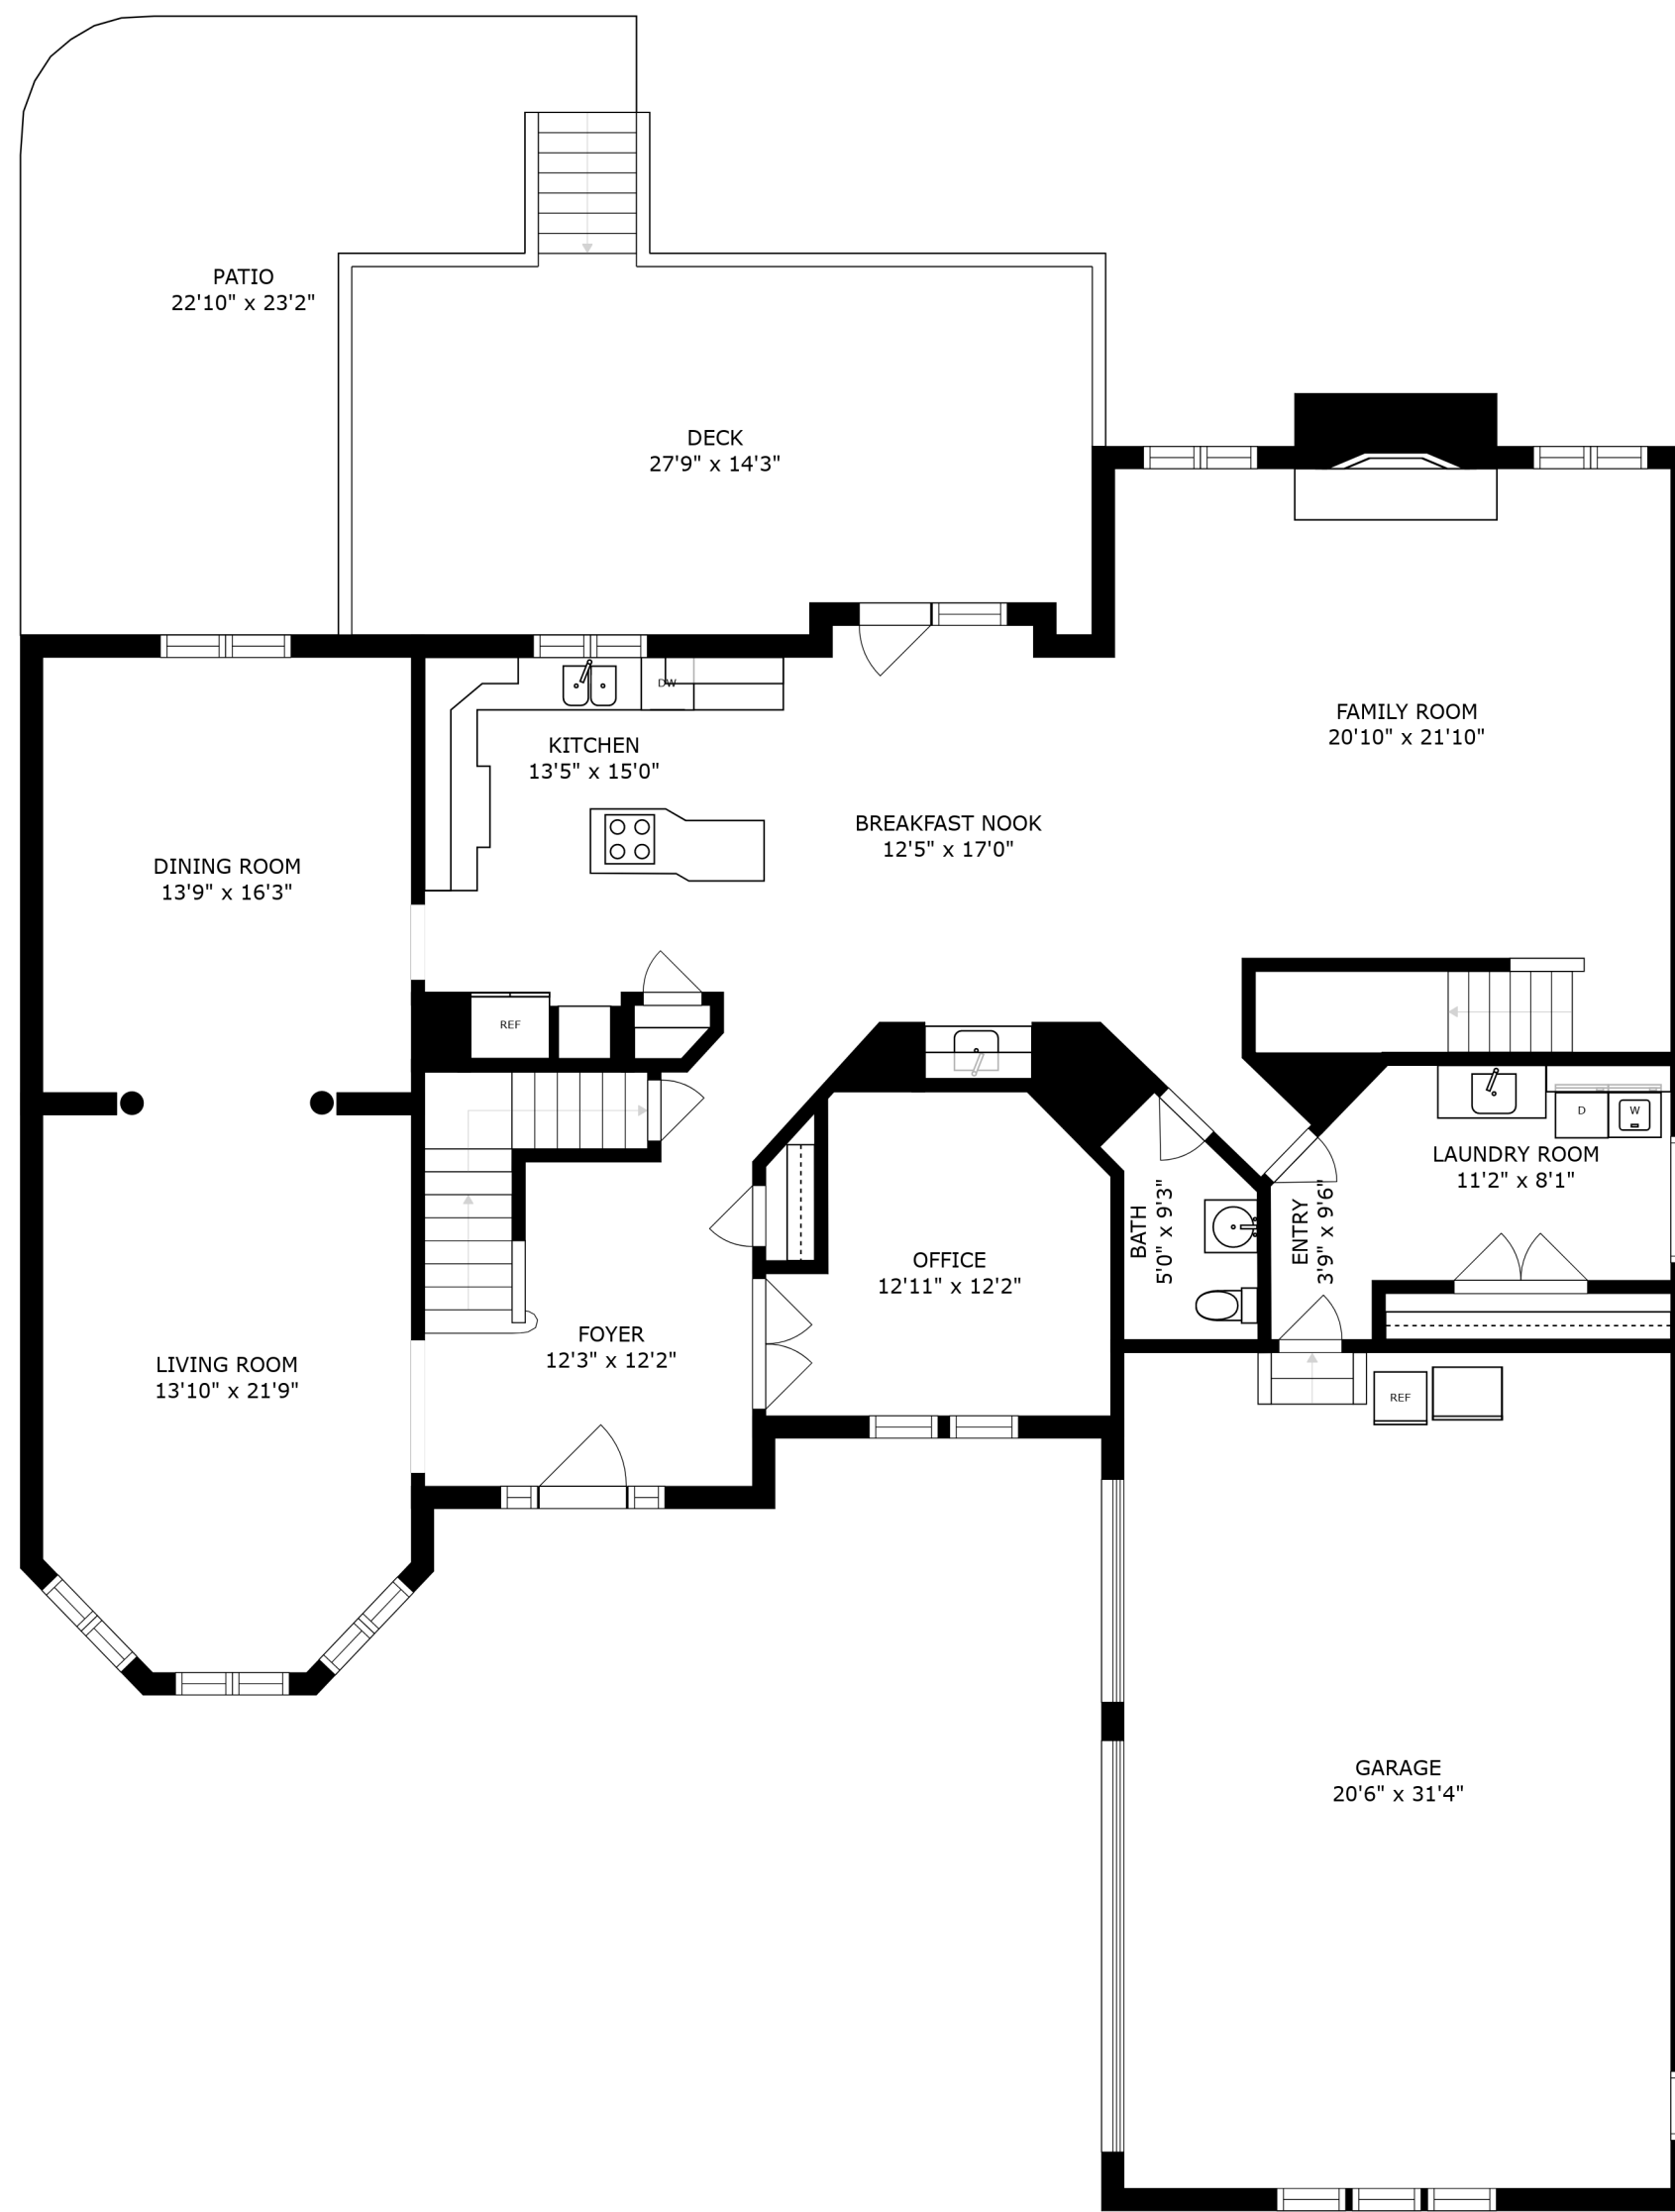 PATIO
22'10" x 23'2"
DECK
27'9" x 14'3"
FAMILY ROOM
20'10" x 21'10"
DW
KITCHEN
13'5" x 15'0"
BREAKFAST NOOK
12'5" x 17'0"
DINING ROOM
13'9" x 16'3"
REF
D
W
LAUNDRY ROOM
11'2" x 8'1"
BATH
5'0" x 9'3"
ENTRY
3'9" x 9'6"
OFFICE
12'11" x 12'2"
FOYER
12'3" x 12'2"
LIVING ROOM
13'10" x 21'9"
REF
GARAGE
20'6" x 31'4"